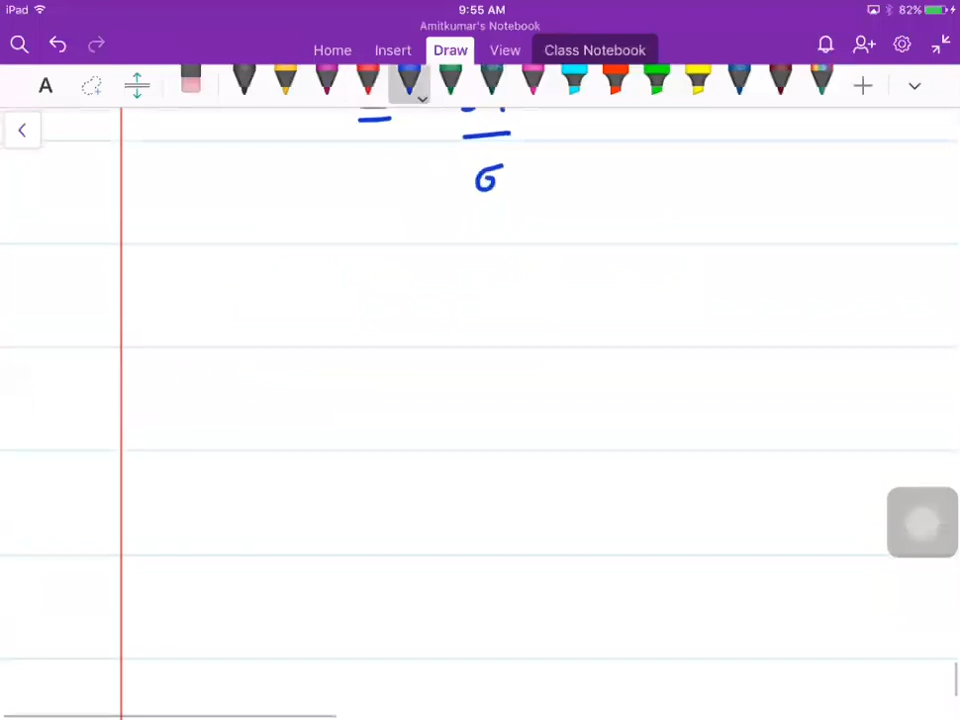 iPad 9:55 AM 82%
Amitkumar's Notebook
Home Insert Draw View Class Notebook
A
=
6